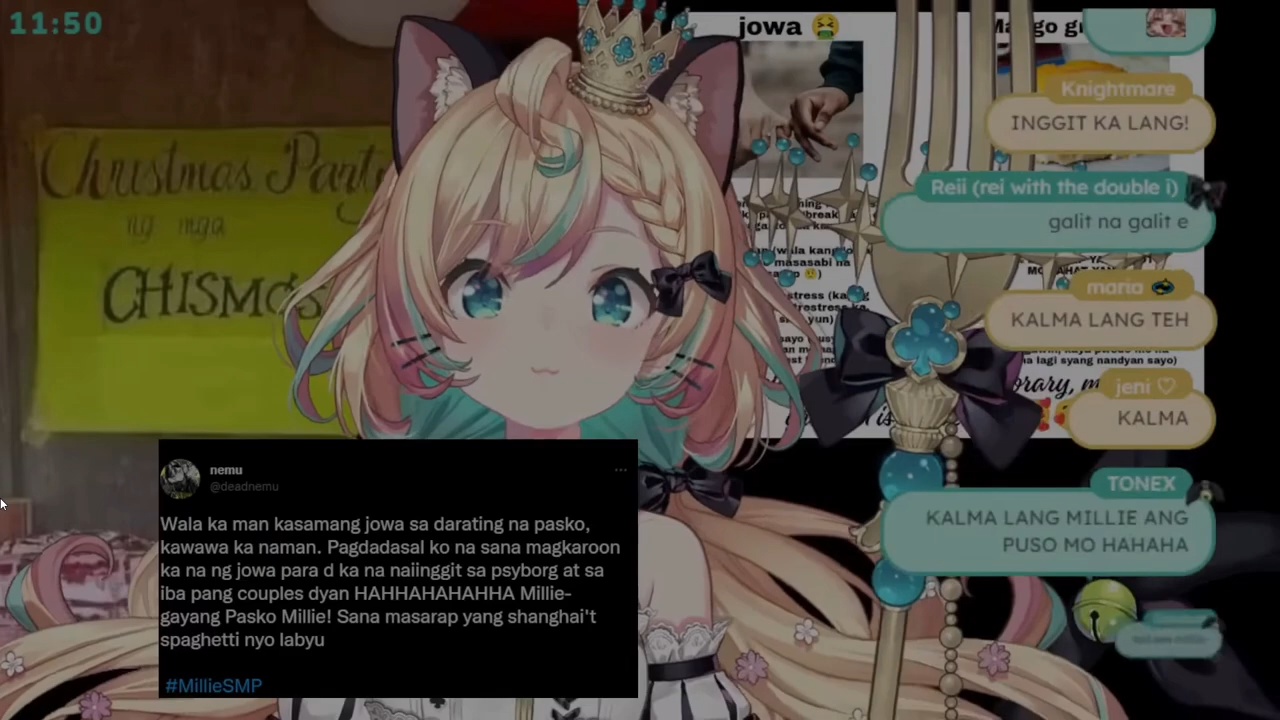 11:50
jowa 🤮
Christmas Party
ng mga
CHISMOS
Knightmare
INGGIT KA LANG!
Reii (rei with the double i)
galit na galit e
maria
KALMA LANG TEH
lagi syang nandyan sayo)
jeni ♡
KALMA
TONEX
KALMA LANG MILLIE ANG
PUSO MO HAHAHA
nemu
@deadnemu
Wala ka man kasamang jowa sa darating na pasko,
kawawa ka naman. Pagdadasal ko na sana magkaroon
ka na ng jowa para d ka na naiinggit sa psyborg at sa
iba pang couples dyan HAHHAHAHAHHA Millie-
gayang Pasko Millie! Sana masarap yang shanghai't
spaghetti nyo labyu
#MillieSMP